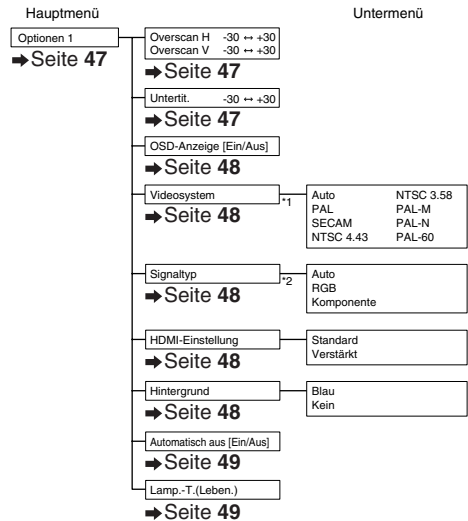 Hauptmenü Untermenü
Optionen 1
➡Seite 47
Overscan H -30 ↔ +30
Overscan V -30 ↔ +30
➡Seite 47
Untertit. -30 ↔ +30
➡Seite 47
OSD-Anzeige [Ein/Aus]
➡Seite 48
Videosystem *1
➡Seite 48
Auto NTSC 3.58
PAL PAL-M
SECAM PAL-N
NTSC 4.43 PAL-60
Signaltyp *2
➡Seite 48
Auto
RGB
Komponente
HDMI-Einstellung
➡Seite 48
Standard
Verstärkt
Hintergrund
➡Seite 48
Blau
Kein
Automatisch aus [Ein/Aus]
➡Seite 49
Lamp.-T.(Leben.)
➡Seite 49